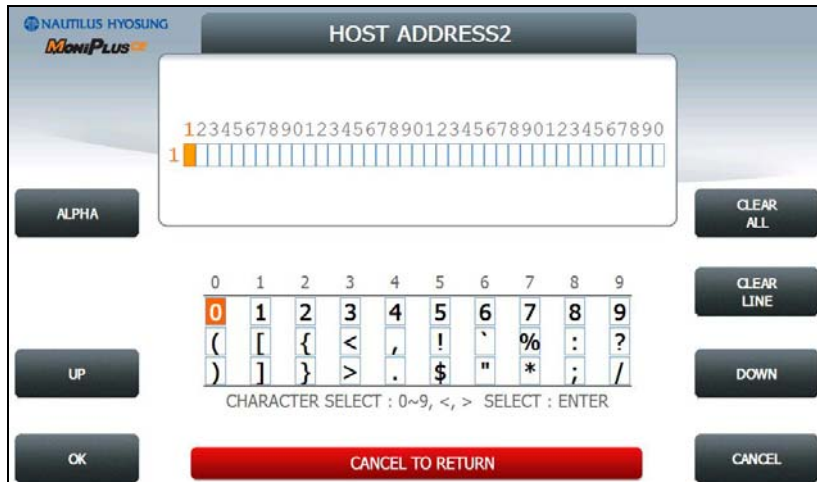 NAUTILUS HYOSUNG
MoniPlusCE
HOST ADDRESS2
1234567890123456789012345678901234567890
1
ALPHA
CLEAR
ALL
CLEAR
LINE
0 1 2 3 4 5 6 7 8 9
0 1 2 3 4 5 6 7 8 9
( [ { < , ! ` % : ?
) ] } > . $ " * ; /
UP
DOWN
CHARACTER SELECT : 0~9, <, > SELECT : ENTER
OK
CANCEL TO RETURN
CANCEL